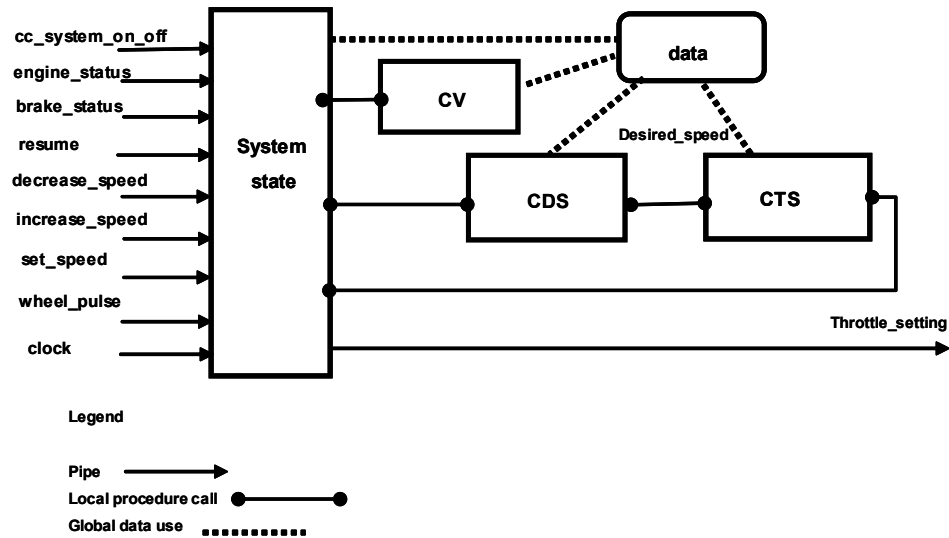 cc_system_on_off
engine_status
brake_status
resume
decrease_speed
increase_speed
set_speed
wheel_pulse
clock
System
state
CV
data
Desired_speed
CDS
CTS
Throttle_setting
Legend
Pipe
Local procedure call
Global data use